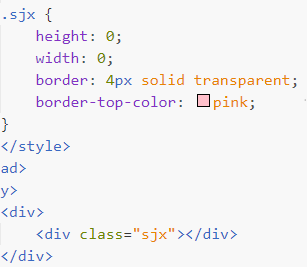 .sjx {
    height: 0;
    width: 0;
    border: 4px solid transparent;
    border-top-color: pink;
}
</style>
ad>
y>
<div>
    <div class="sjx"></div>
</div>